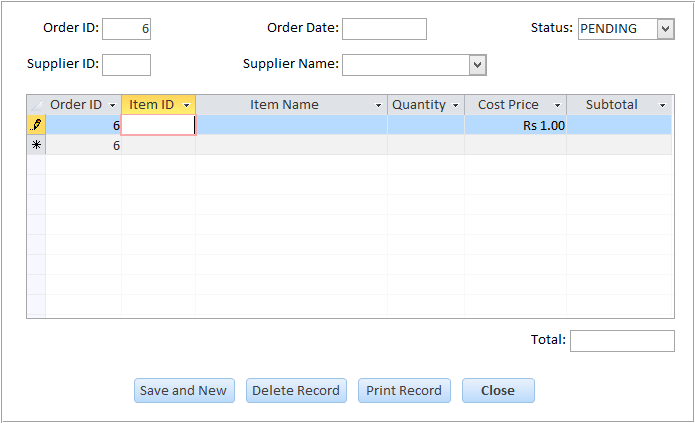 Order ID: 6 Order Date: Status: PENDING
Supplier ID: Supplier Name:
Order ID Item ID Item Name Quantity Cost Price Subtotal
6 Rs 1.00
6
Total:
Save and New Delete Record Print Record Close